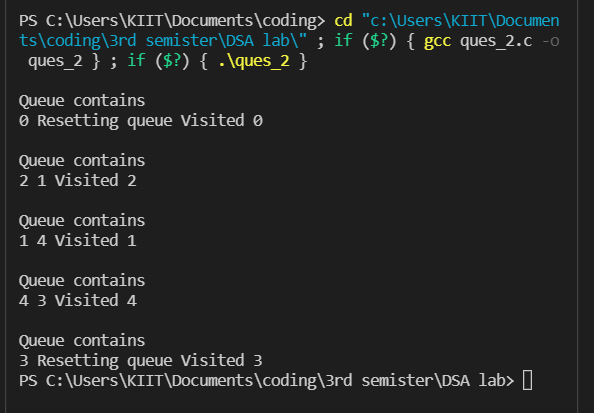 PS C:\Users\KIIT\Documents\coding> cd "c:\Users\KIIT\Documen
ts\coding\3rd semister\DSA lab\" ; if ($?) { gcc ques_2.c -o
 ques_2 } ; if ($?) { .\ques_2 }
Queue contains
0 Resetting queue Visited 0
Queue contains
2 1 Visited 2
Queue contains
1 4 Visited 1
Queue contains
4 3 Visited 4
Queue contains
3 Resetting queue Visited 3
PS C:\Users\KIIT\Documents\coding\3rd semister\DSA lab>